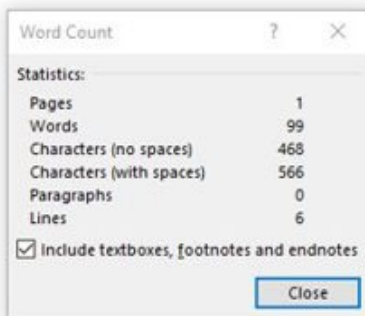 Word Count ? ×
Statistics:
Pages 1
Words 99
Characters (no spaces) 468
Characters (with spaces) 566
Paragraphs 0
Lines 6
Include textboxes, footnotes and endnotes
Close